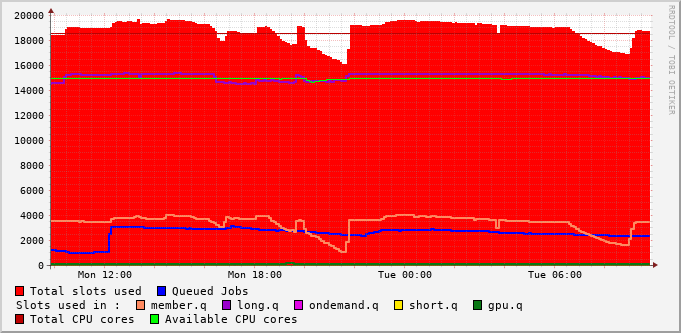 20000
18000
16000
14000
12000
10000
8000
6000
4000
2000
0
Mon 12:00 Mon 18:00 Tue 00:00 Tue 06:00
RRDTOOL / TOBI OETIKER
Total slots used Queued Jobs
Slots used in : member.q long.q ondemand.q short.q gpu.q
Total CPU cores Available CPU cores